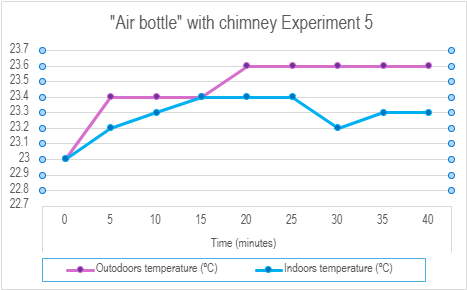 "Air bottle" with chimney Experiment 5
23.7
23.6
23.5
23.4
23.3
23.2
23.1
23
22.9
22.8
22.7
0 5 10 15 20 25 30 35 40
Time (minutes)
Outodoors temperature (ºC) Indoors temperature (ºC)